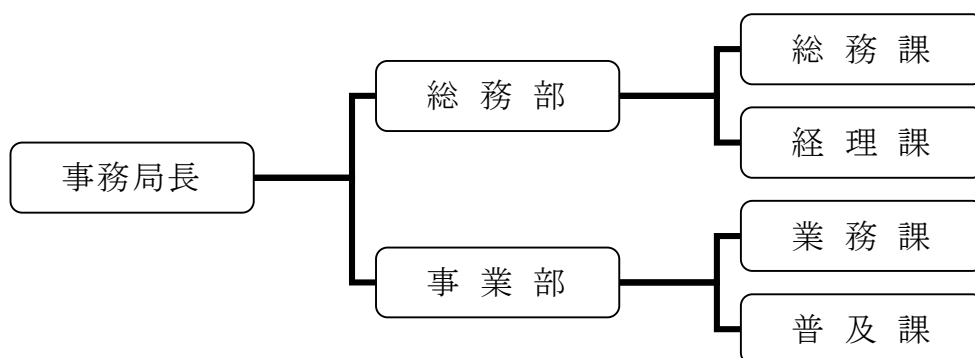 事務局長
総 務 部
総 務 課
経 理 課
事 業 部
業 務 課
普 及 課